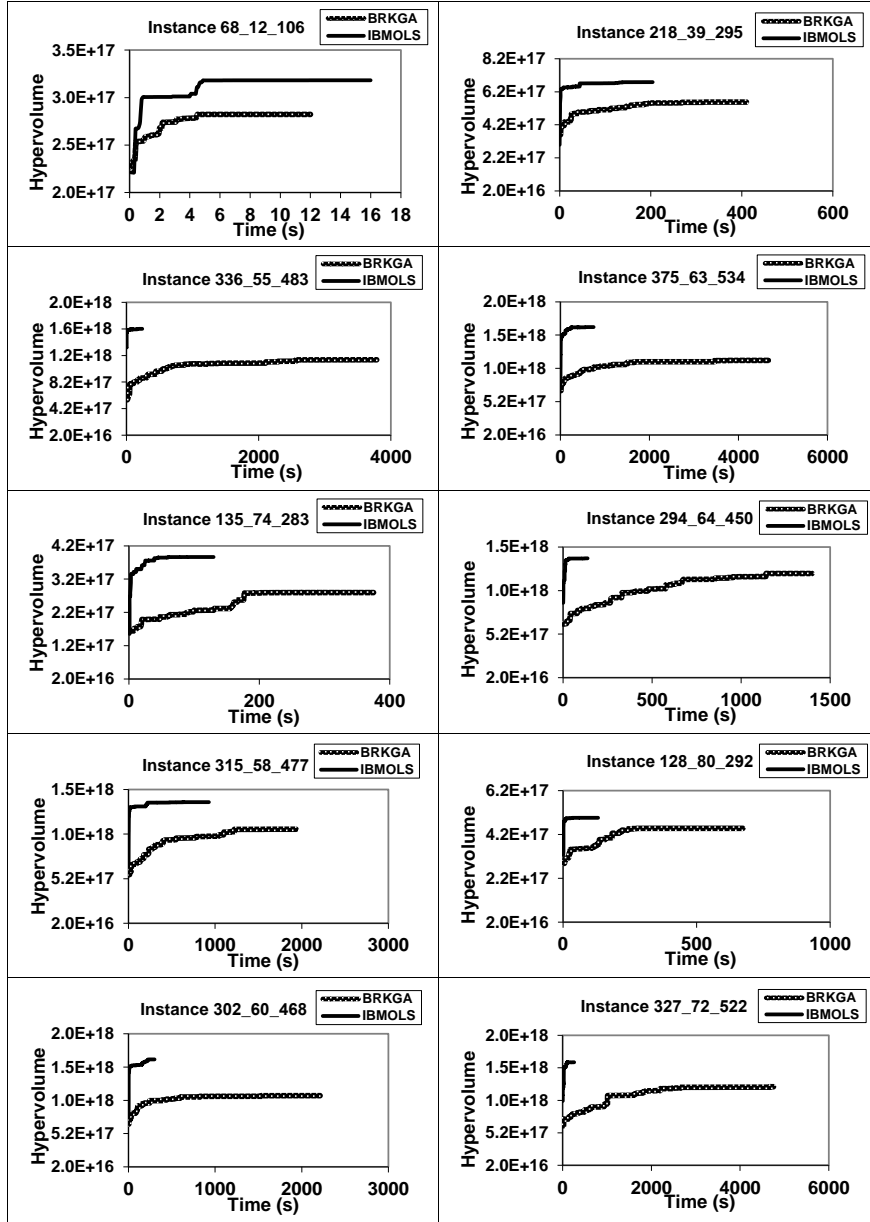 Instance 68_12_106
BRKGA
IBMOLS
Hypervolume
3.5E+17
3.0E+17
2.5E+17
2.0E+17
0 2 4 6 8 10 12 14 16 18
Time (s)
Instance 218_39_295
BRKGA
IBMOLS
Hypervolume
8.2E+17
6.2E+17
4.2E+17
2.2E+17
2.0E+16
0 200 400 600
Time (s)
Instance 336_55_483
BRKGA
IBMOLS
Hypervolume
2.0E+18
1.6E+18
1.2E+18
8.2E+17
4.2E+17
2.0E+16
0 2000 4000
Time (s)
Instance 375_63_534
BRKGA
IBMOLS
Hypervolume
2.0E+18
1.5E+18
1.0E+18
5.2E+17
2.0E+16
0 2000 4000 6000
Time (s)
Instance 135_74_283
BRKGA
IBMOLS
Hypervolume
4.2E+17
3.2E+17
2.2E+17
1.2E+17
2.0E+16
0 200 400
Time (s)
Instance 294_64_450
BRKGA
IBMOLS
Hypervolume
1.5E+18
1.0E+18
5.2E+17
2.0E+16
0 500 1000 1500
Time (s)
Instance 315_58_477
BRKGA
IBMOLS
Hypervolume
1.5E+18
1.0E+18
5.2E+17
2.0E+16
0 1000 2000 3000
Time (s)
Instance 128_80_292
BRKGA
IBMOLS
Hypervolume
6.2E+17
4.2E+17
2.2E+17
2.0E+16
0 500 1000
Time (s)
Instance 302_60_468
BRKGA
IBMOLS
Hypervolume
2.0E+18
1.5E+18
1.0E+18
5.2E+17
2.0E+16
0 1000 2000 3000
Time (s)
Instance 327_72_522
BRKGA
IBMOLS
Hypervolume
2.0E+18
1.5E+18
1.0E+18
5.2E+17
2.0E+16
0 2000 4000 6000
Time (s)